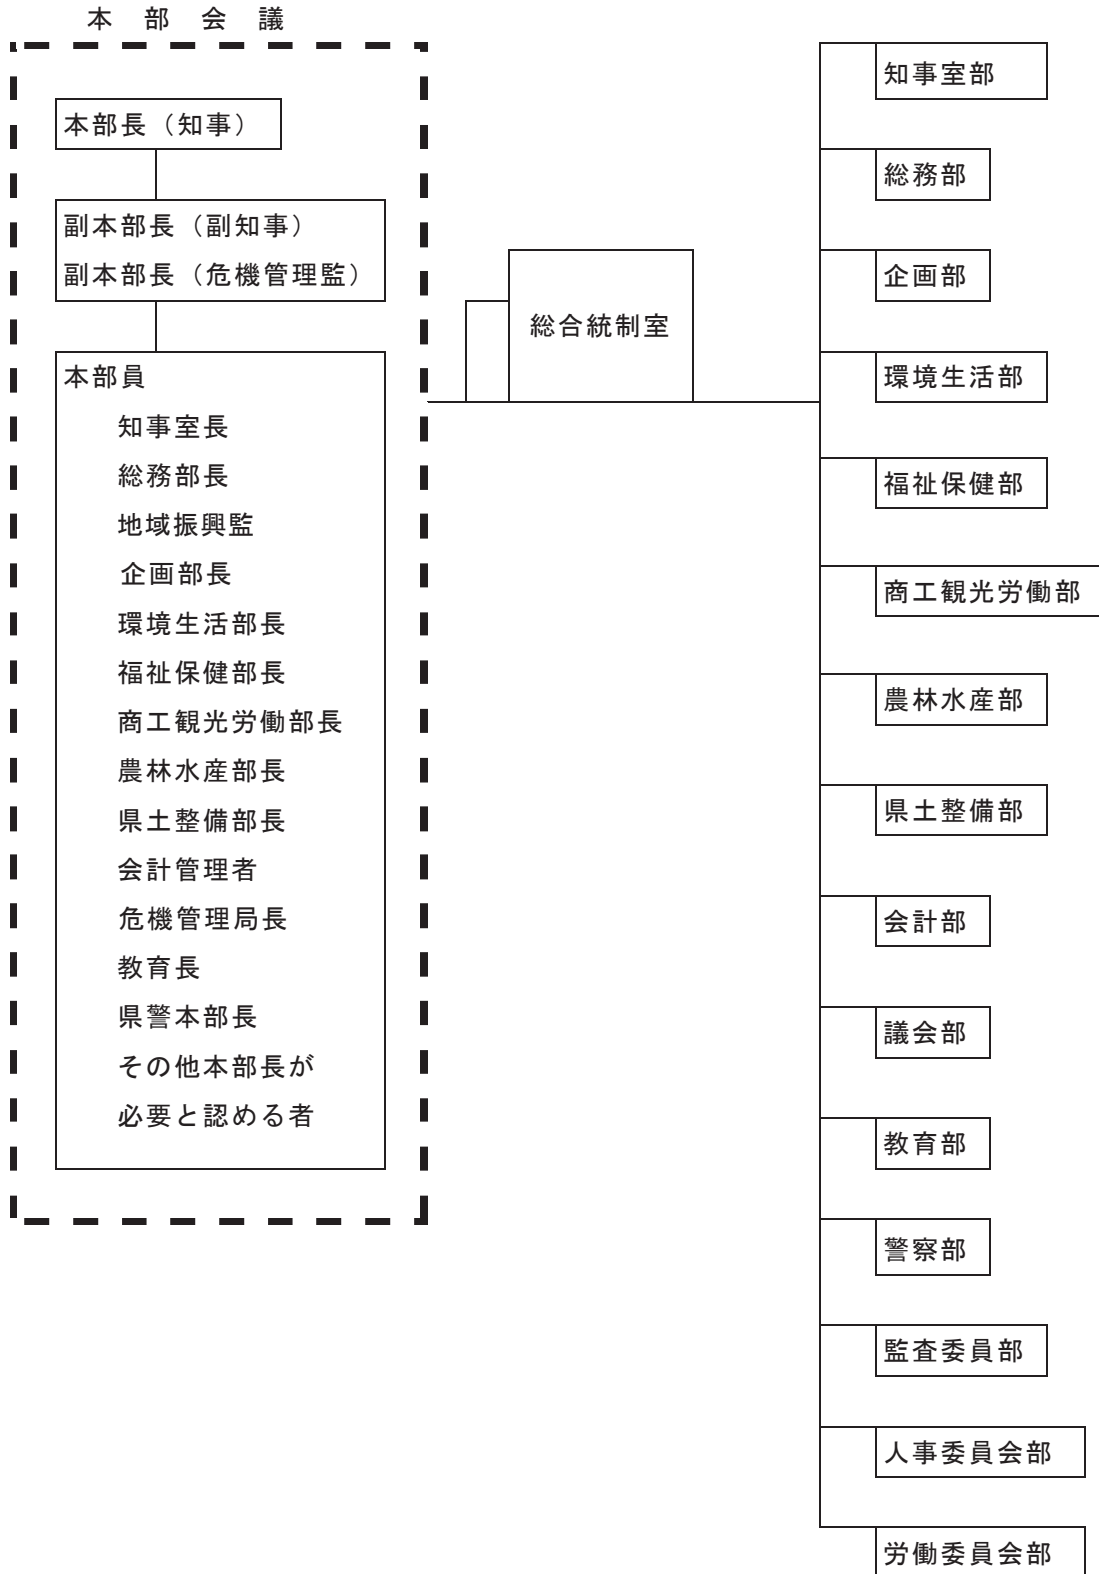 本部会議
本部長（知事）
副本部長（副知事）
副本部長（危機管理監）
本部員
知事室長
総務部長
地域振興監
企画部長
環境生活部長
福祉保健部長
商工観光労働部長
農林水産部長
県土整備部長
会計管理者
危機管理局長
教育長
県警本部長
その他本部長が
必要と認める者
総合統制室
知事室部
総務部
企画部
環境生活部
福祉保健部
商工観光労働部
農林水産部
県土整備部
会計部
議会部
教育部
警察部
監査委員部
人事委員会部
労働委員会部